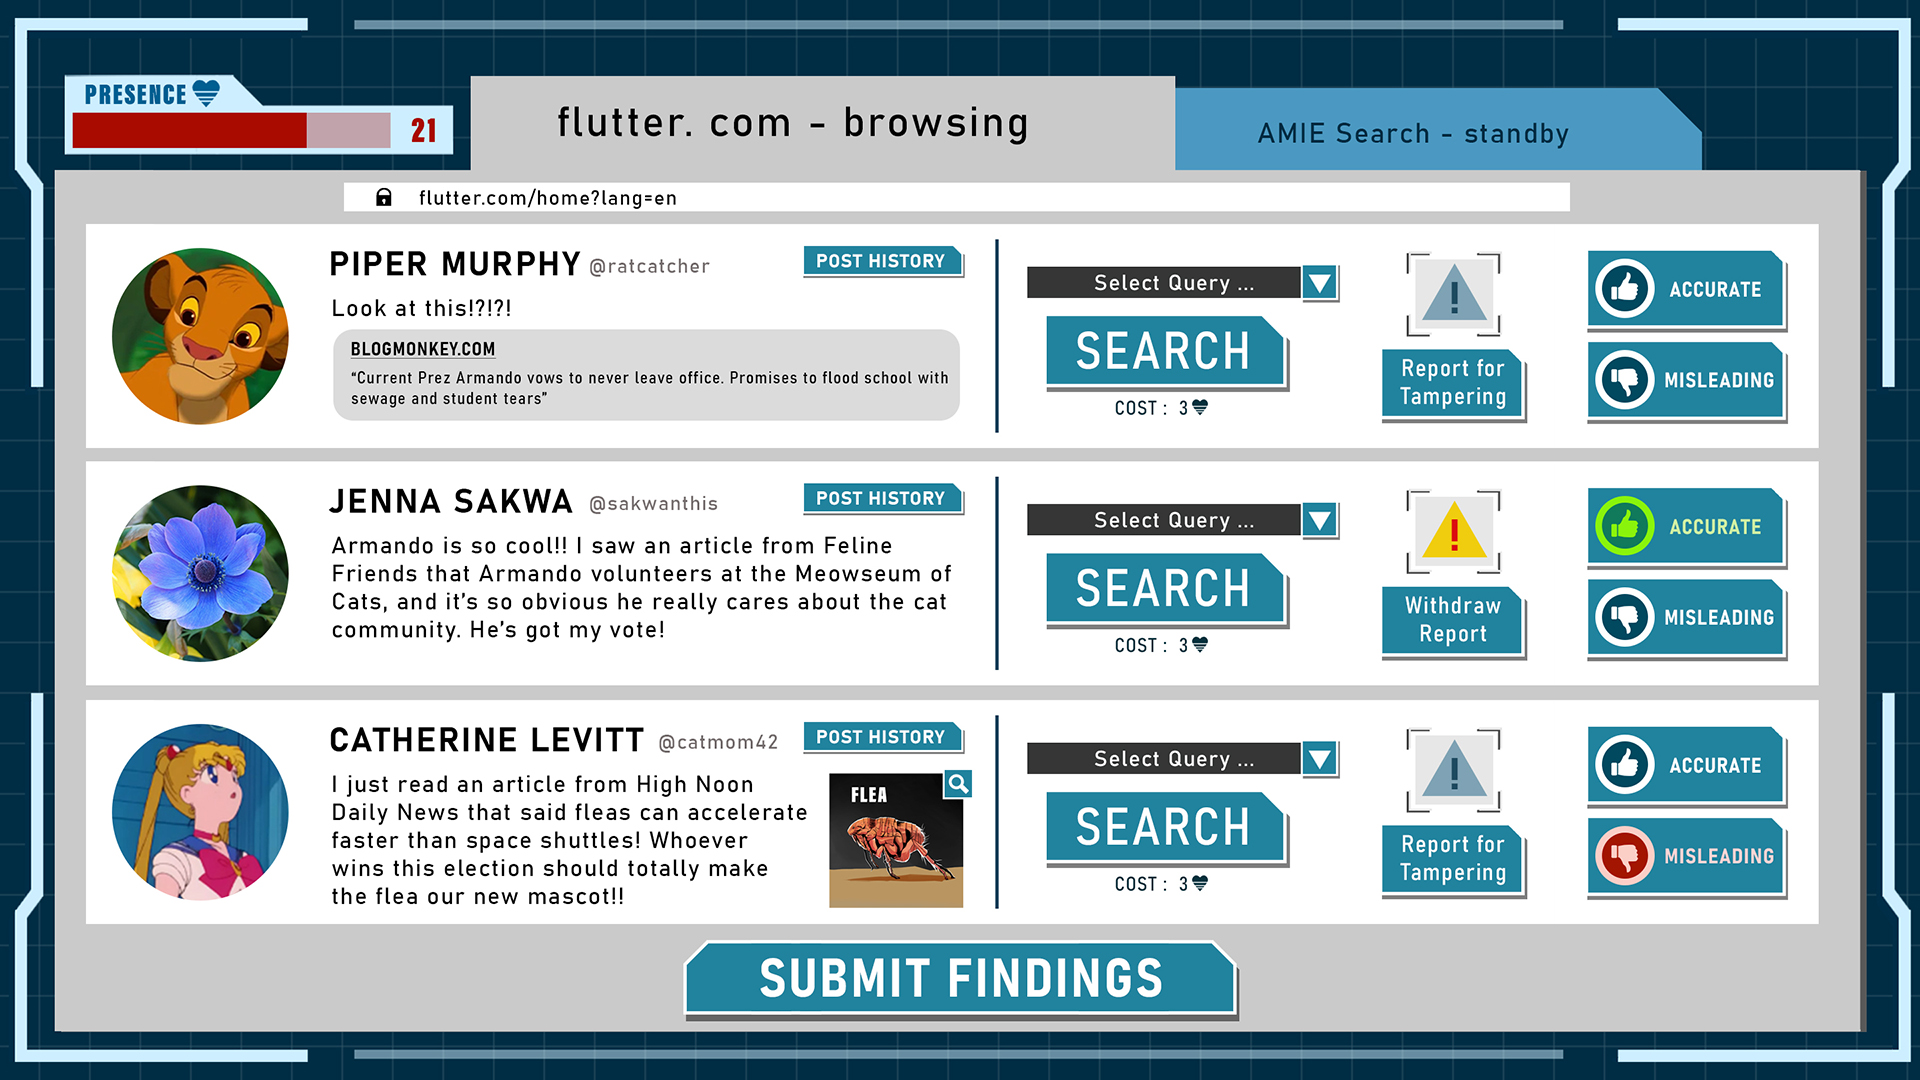 PRESENCE
21
flutter. com - browsing
AMIE Search - standby
flutter.com/home?lang=en
PIPER MURPHY @ratcatcher
POST HISTORY
Look at this!?!?!
BLOGMONKEY.COM
“Current Prez Armando vows to never leave office. Promises to flood school with
sewage and student tears”
Select Query ...
SEARCH
COST : 3
!
Report for
Tampering
ACCURATE
MISLEADING
JENNA SAKWA @sakwanthis
POST HISTORY
Armando is so cool!! I saw an article from Feline
Friends that Armando volunteers at the Meowseum of
Cats, and it’s so obvious he really cares about the cat
community. He’s got my vote!
Select Query ...
SEARCH
COST : 3
!
Withdraw
Report
ACCURATE
MISLEADING
CATHERINE LEVITT @catmom42
POST HISTORY
I just read an article from High Noon
Daily News that said fleas can accelerate
faster than space shuttles! Whoever
wins this election should totally make
the flea our new mascot!!
FLEA
Select Query ...
SEARCH
COST : 3
!
Report for
Tampering
ACCURATE
MISLEADING
SUBMIT FINDINGS